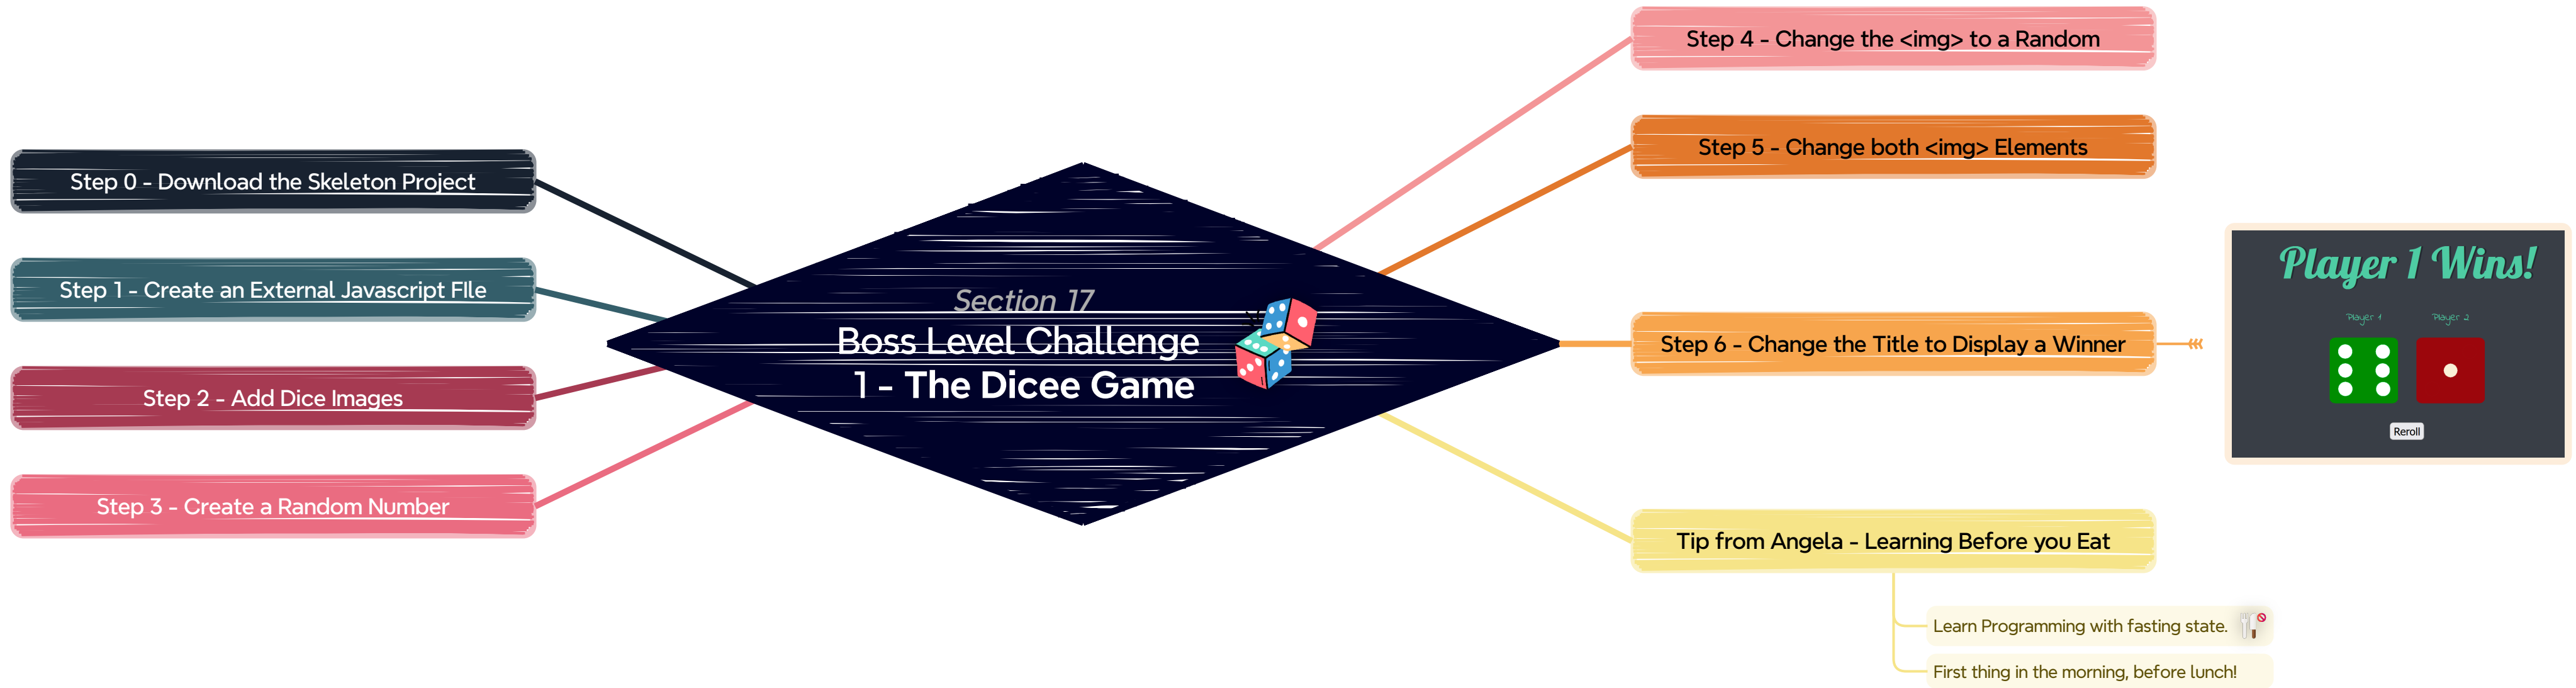 Step 0 - Download the Skeleton Project
Step 1 - Create an External Javascript FIle
Step 2 - Add Dice Images
Step 3 - Create a Random Number
Section 17
Boss Level Challenge
1 - The Dicee Game
Step 4 - Change the <img> to a Random
Step 5 - Change both <img> Elements
Step 6 - Change the Title to Display a Winner
Player 1 Wins!
Player 1
Player 2
Reroll
Tip from Angela - Learning Before you Eat
Learn Programming with fasting state.
First thing in the morning, before lunch!